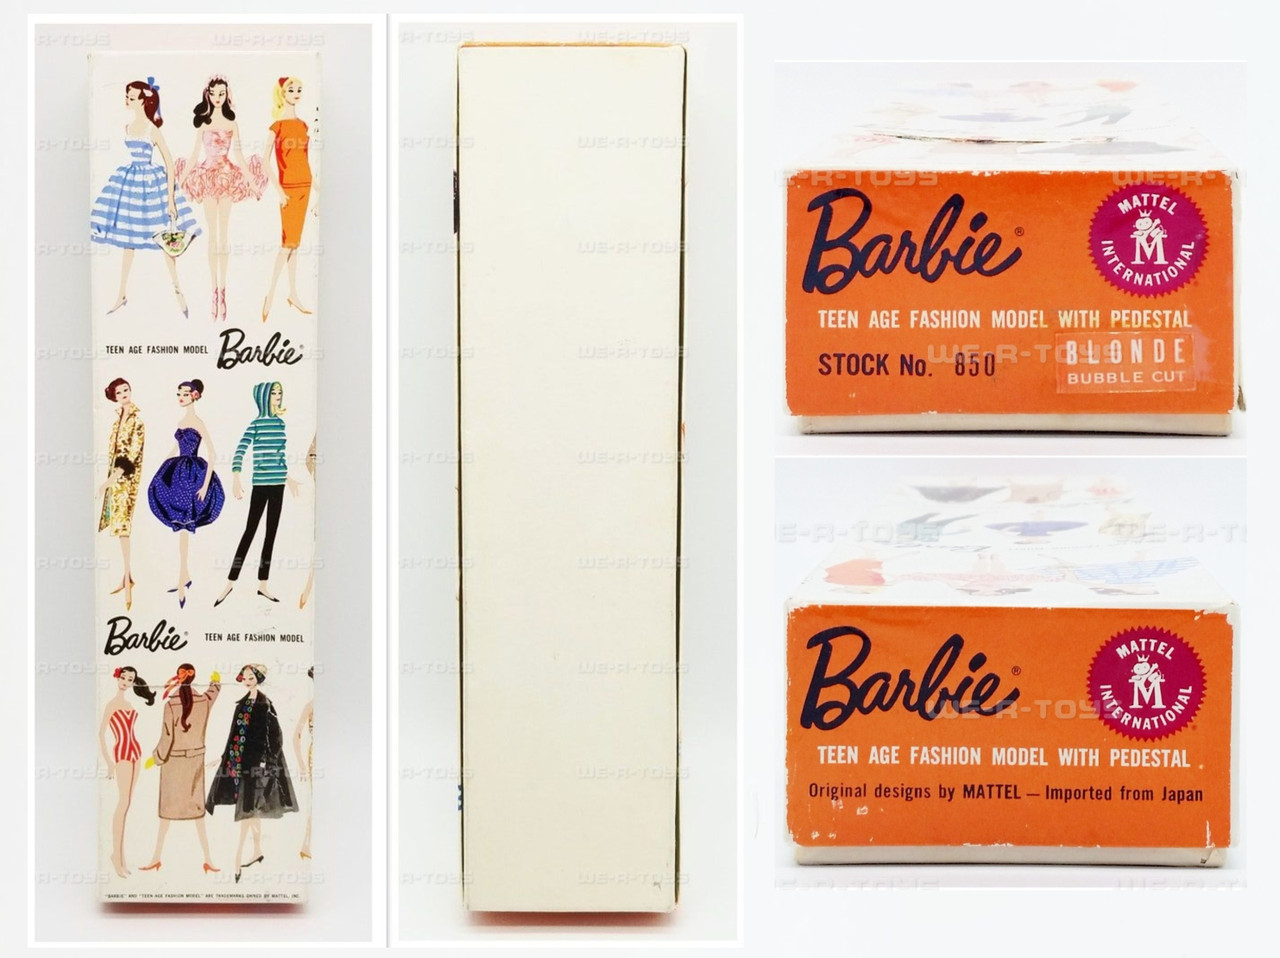 TEEN AGE FASHION MODEL Barbie®
Barbie® TEEN AGE FASHION MODEL
"BARBIE" AND "TEEN-AGE FASHION MODEL" ARE TRADEMARKS OWNED BY MATTEL, INC.
Barbie®
MATTEL
M
INTERNATIONAL
TEEN AGE FASHION MODEL WITH PEDESTAL
STOCK No. 850
BLONDE
BUBBLE CUT
Barbie®
MATTEL
M
INTERNATIONAL
TEEN AGE FASHION MODEL WITH PEDESTAL
Original designs by MATTEL — Imported from Japan
WE-R-TOYS